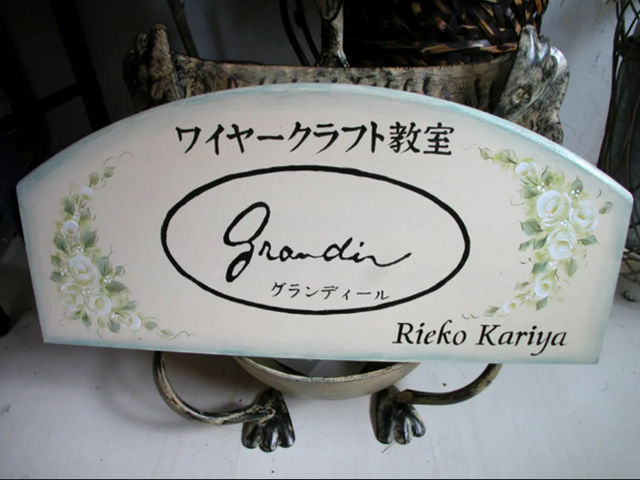 ワイヤークラフト教室
grandir
グランディール
Rieko Kariya